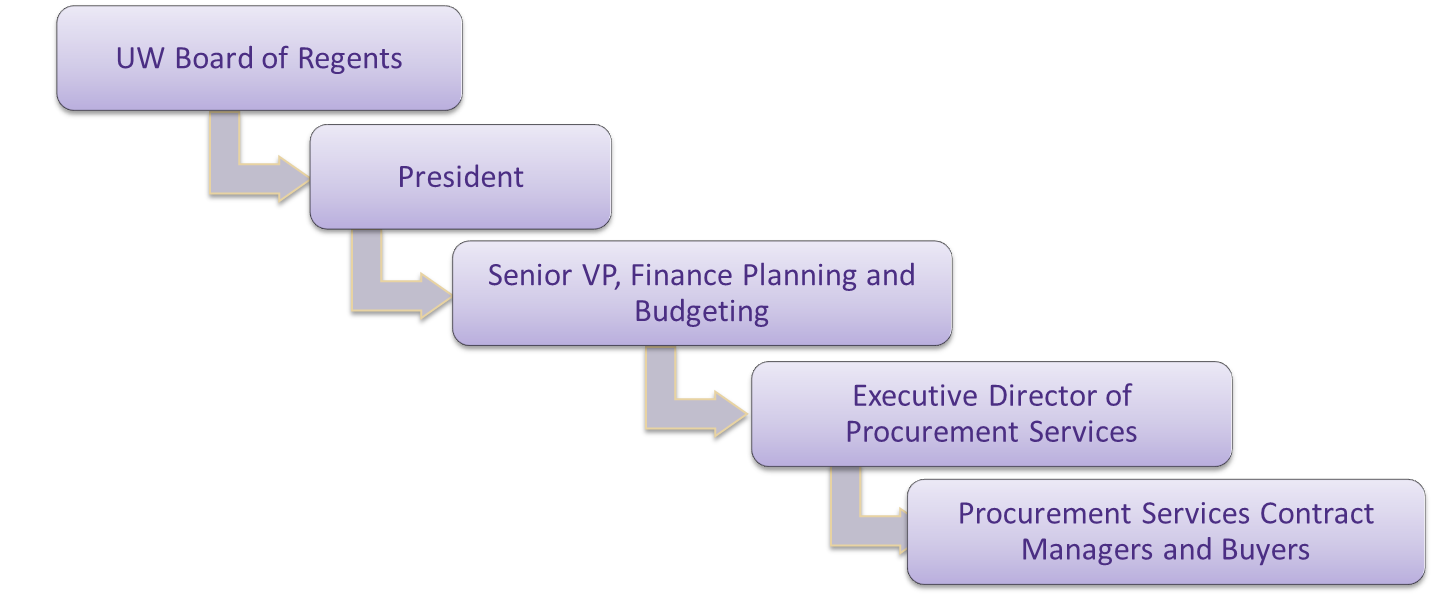 UW Board of Regents
President
Senior VP, Finance Planning and
Budgeting
Executive Director of
Procurement Services
Procurement Services Contract
Managers and Buyers